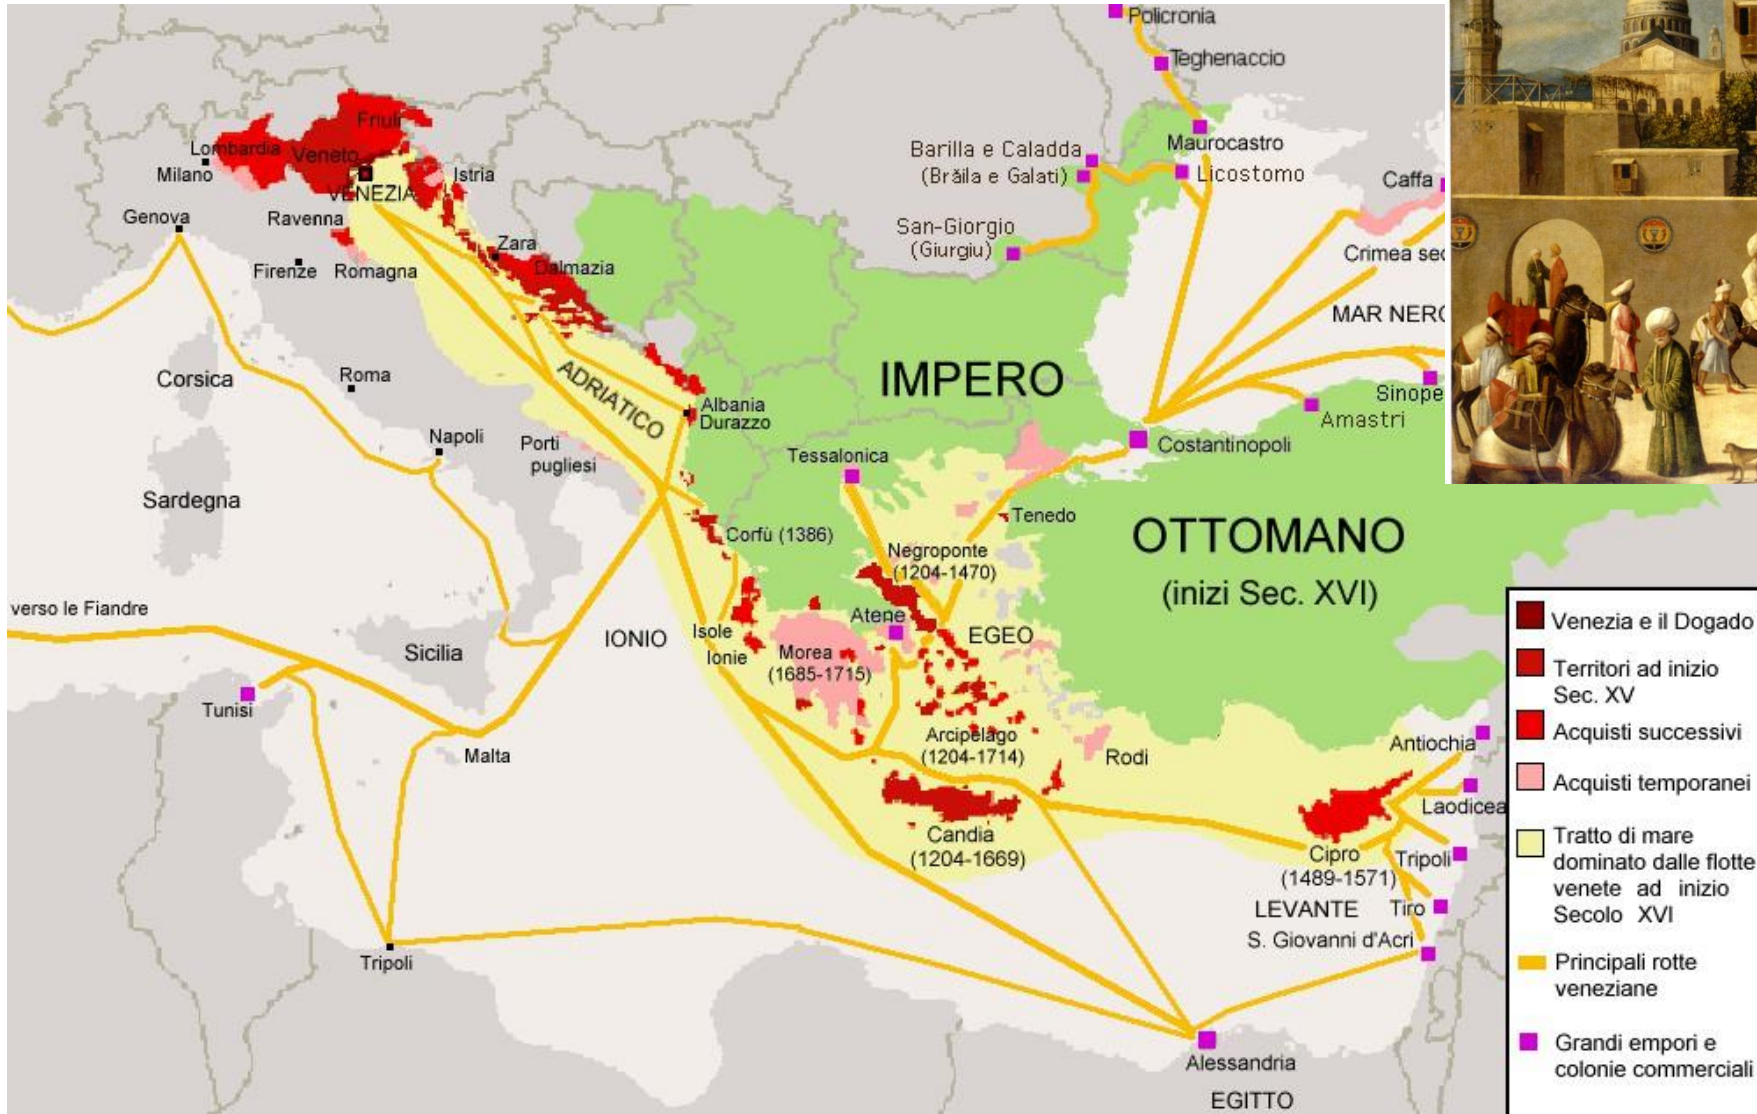 Policronia
Teghenaccio
Maurocastro
Barilla e Caladda
(Brăila e Galati)
Licostomo
San-Giorgio
(Giurgiu)
Caffa
Crimea sec
MAR NERO
Friuli
Lombardia
Veneto
Milano
VENEZIA
Istria
Genova
Ravenna
Zara
Firenze
Romagna
Dalmazia
Corsica
Roma
ADRIATICO
IMPERO
Sinope
Amastri
Albania
Durazzo
Napoli
Porti
pugliesi
Tessalonica
Costantinopoli
Sardegna
Tenedo
OTTOMANO
(inizi Sec. XVI)
Corfù (1386)
Negroponte
(1204-1470)
verso le Fiandre
Atene
EGEO
IONIO
Isole
Ionie
Morea
(1685-1715)
Sicilia
Tunisi
Malta
Arcipelago
(1204-1714)
Rodi
Antiochia
Laodicea
Candia
(1204-1669)
Cipro
(1489-1571)
Tripoli
LEVANTE
Tiro
S. Giovanni d'Acri
Tripoli
Alessandria
EGITTO
Venezia e il Dogado
Territori ad inizio
Sec. XV
Acquisti successivi
Acquisti temporanei
Tratto di mare
dominato dalle flotte
venete ad inizio
Secolo XVI
Principali rotte
veneziane
Grandi empori e
colonie commerciali